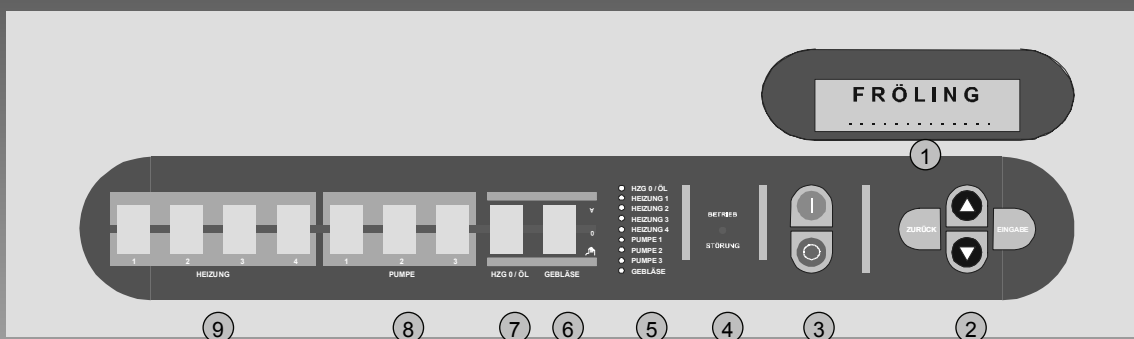 FRÖLING
. . . . . . . . . . . . .
1
1 2 3 4
HEIZUNG
1 2 3
PUMPE
HZG 0 / ÖL GEBLÄSE
Y
0
HZG 0 / ÖL
HEIZUNG 1
HEIZUNG 2
HEIZUNG 3
HEIZUNG 4
PUMPE 1
PUMPE 2
PUMPE 3
GEBLÄSE
BETRIEB
STÖRUNG
I
ZURÜCK EINGABE
9 8 7 6 5 4 3 2